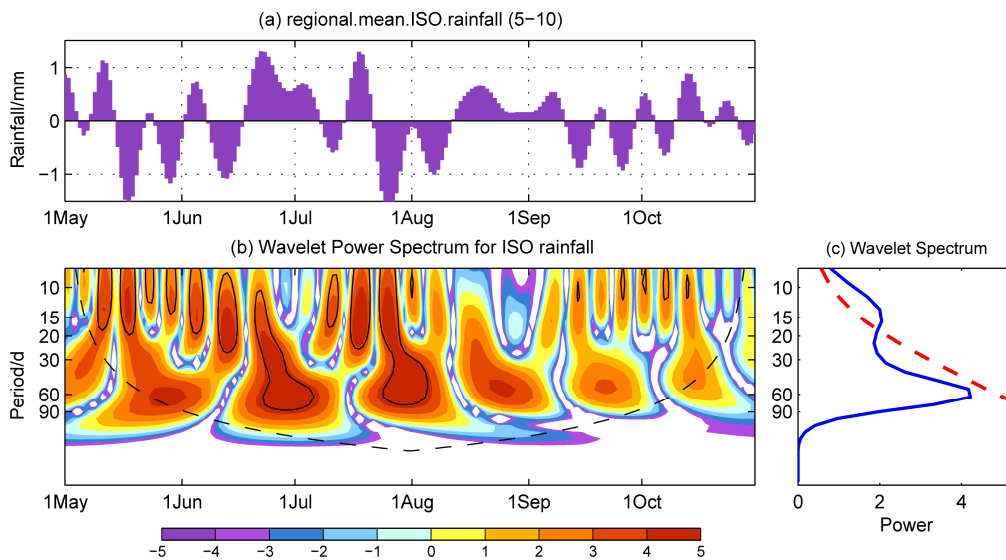 (a) regional.mean.ISO.rainfall (5−10)
Rainfall/mm
1
0
−1
1May 1Jun 1Jul 1Aug 1Sep 1Oct
(b) Wavelet Power Spectrum for ISO rainfall
Period/d
10
15
20
30
60
90
1May 1Jun 1Jul 1Aug 1Sep 1Oct
−5 −4 −3 −2 −1 0 1 2 3 4 5
(c) Wavelet Spectrum
10
15
20
30
60
90
0 2 4
Power